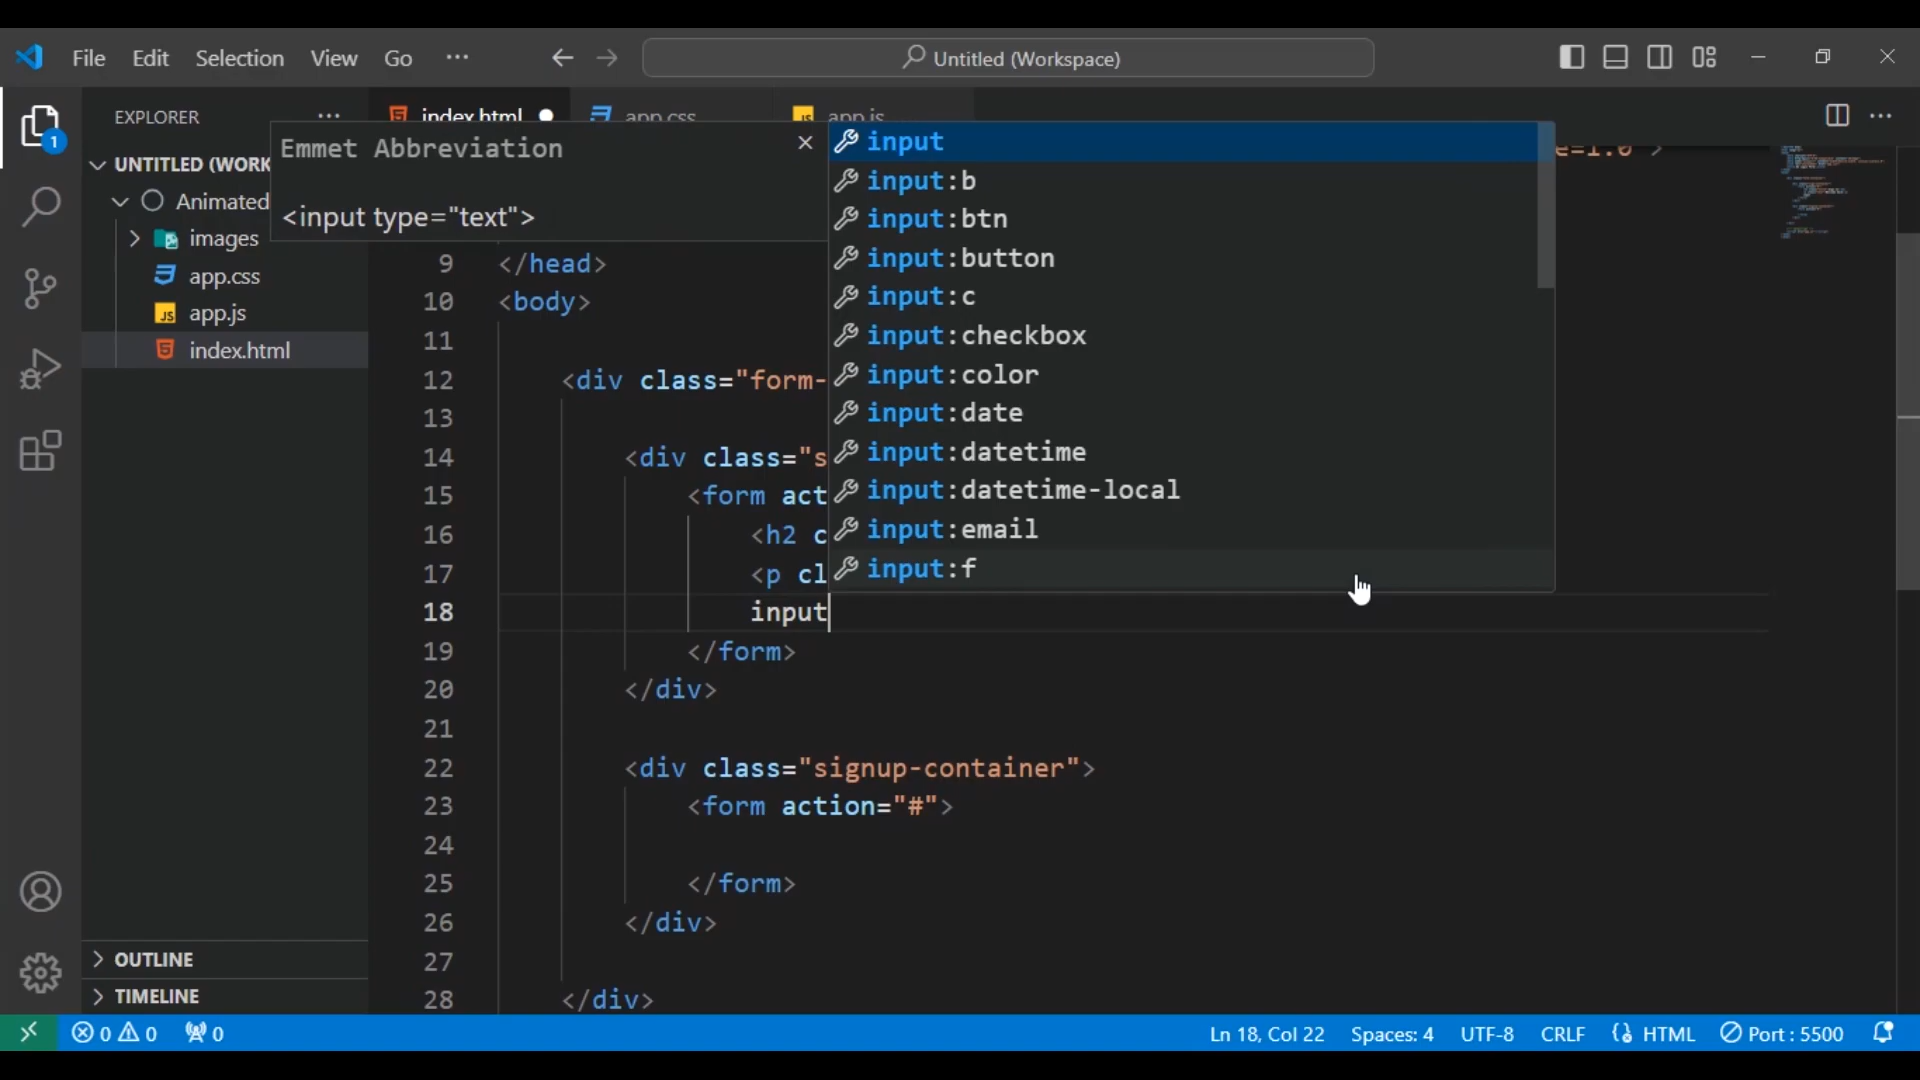 File Edit Selection View Go ···
Untitled (Workspace)
EXPLORER ···
index.html
app.css
app.js
1
UNTITLED (WORK
Animated
images
app.css
app.js
index.html
OUTLINE
TIMELINE
Emmet Abbreviation
<input type="text">
input
input:b
input:btn
input:button
input:c
input:checkbox
input:color
input:date
input:datetime
input:datetime-local
input:email
input:f
e=1.0">
9 </head>
10 <body>
11
12 <div class="form-
13
14 <div class="s
15 <form act
16 <h2 c
17 <p cl
18 input
19 </form>
20 </div>
21
22 <div class="signup-container">
23 <form action="#">
24
25 </form>
26 </div>
27
28 </div>
0 0 0 Ln 18, Col 22 Spaces: 4 UTF-8 CRLF HTML Port : 5500